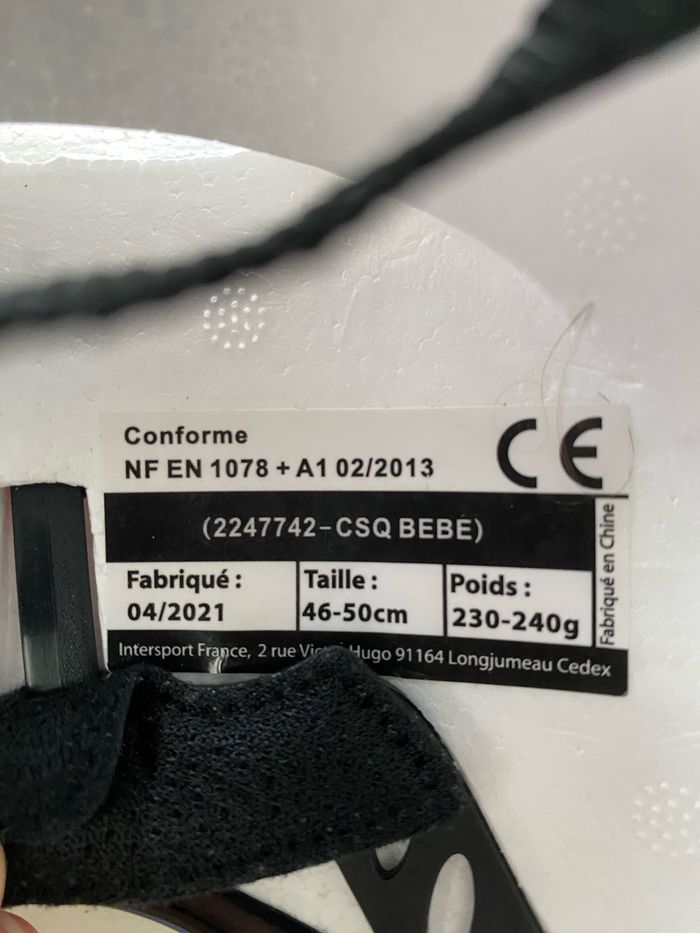 Conforme
NF EN 1078 + A1 02/2013
CE
(2247742-CSQ BEBE)
Fabriqué : Taille : Poids :
04/2021 46-50cm 230-240g
Fabriqué en Chine
Intersport France, 2 rue Hugo 91164 Longjumeau Cedex